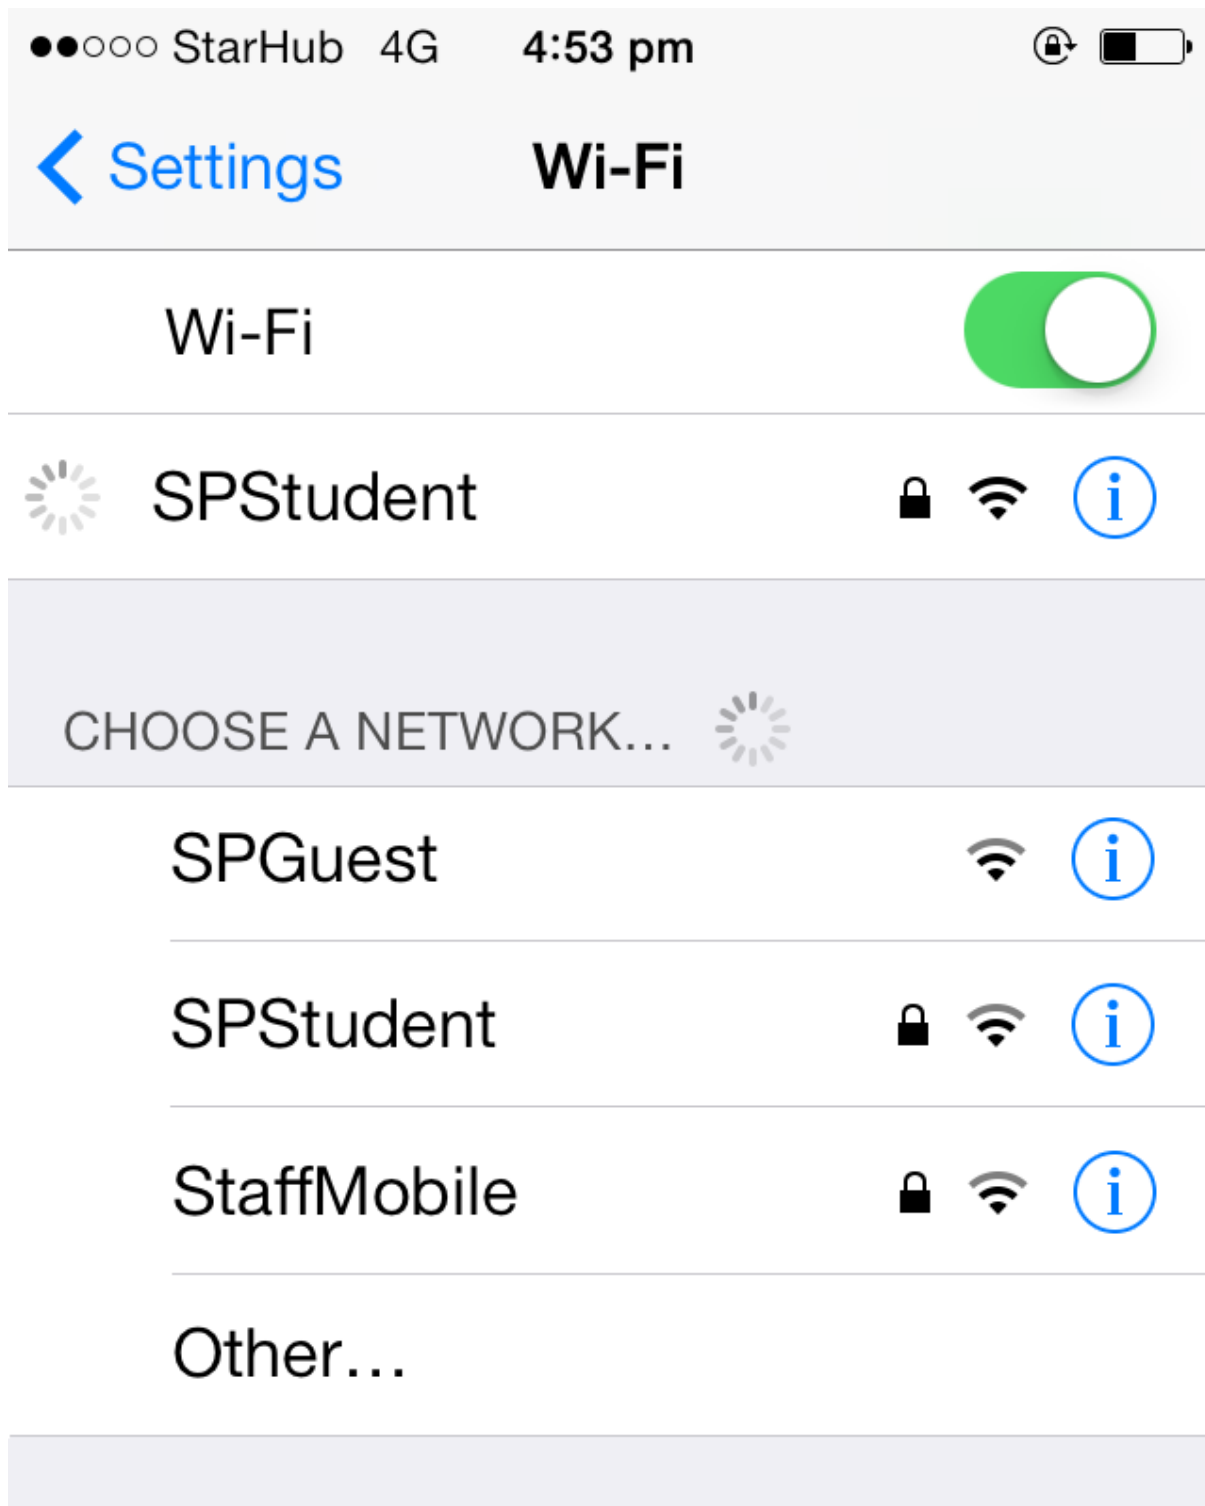 StarHub 4G 4:53 pm
Settings Wi-Fi
Wi-Fi
SPStudent
CHOOSE A NETWORK...
SPGuest
SPStudent
StaffMobile
Other...